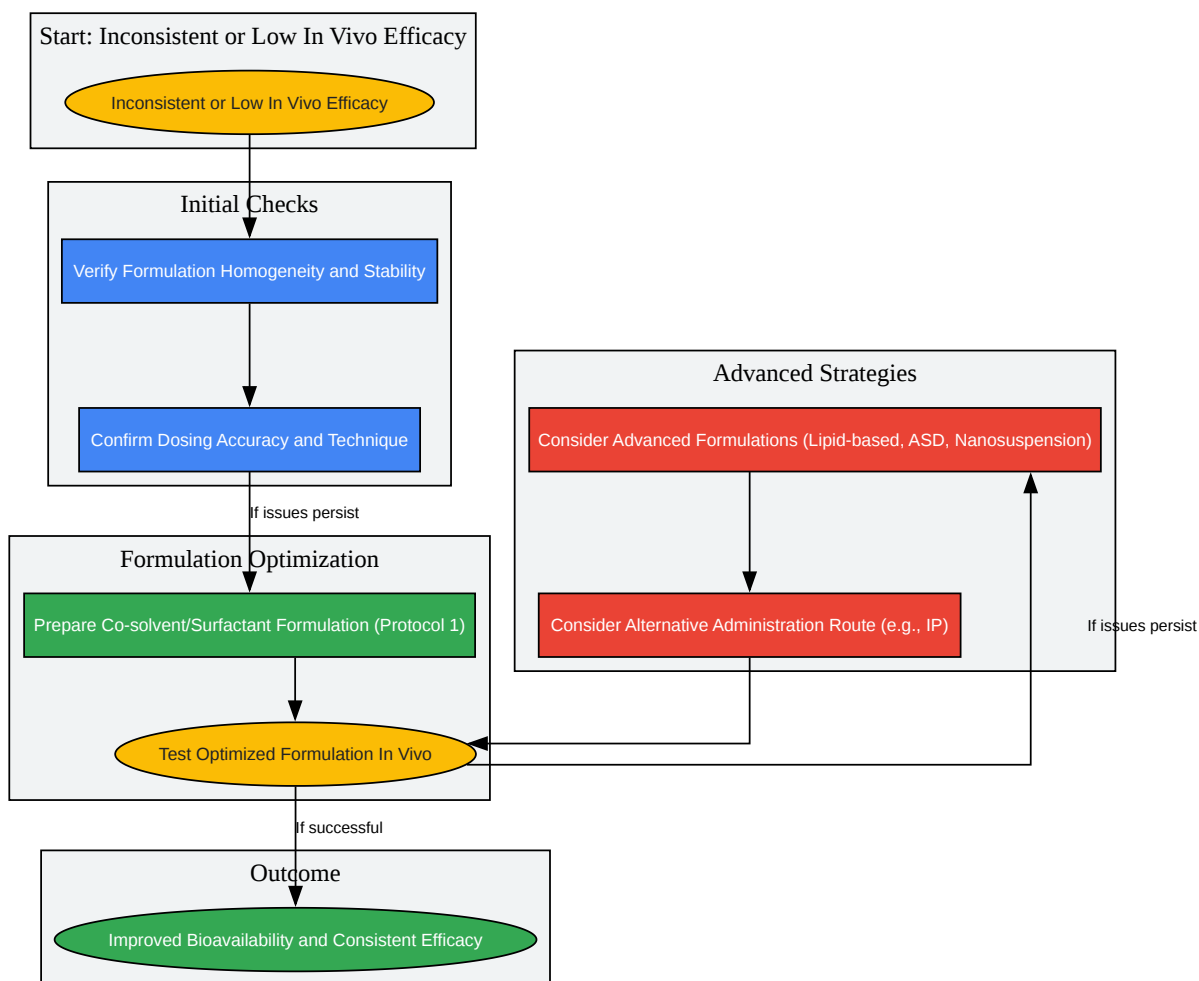 Start: Inconsistent or Low In Vivo Efficacy
Inconsistent or Low In Vivo Efficacy
Initial Checks
Verify Formulation Homogeneity and Stability
Confirm Dosing Accuracy and Technique
If issues persist
Formulation Optimization
Prepare Co-solvent/Surfactant Formulation (Protocol 1)
Test Optimized Formulation In Vivo
Advanced Strategies
Consider Advanced Formulations (Lipid-based, ASD, Nanosuspension)
Consider Alternative Administration Route (e.g., IP)
If issues persist
If successful
Outcome
Improved Bioavailability and Consistent Efficacy